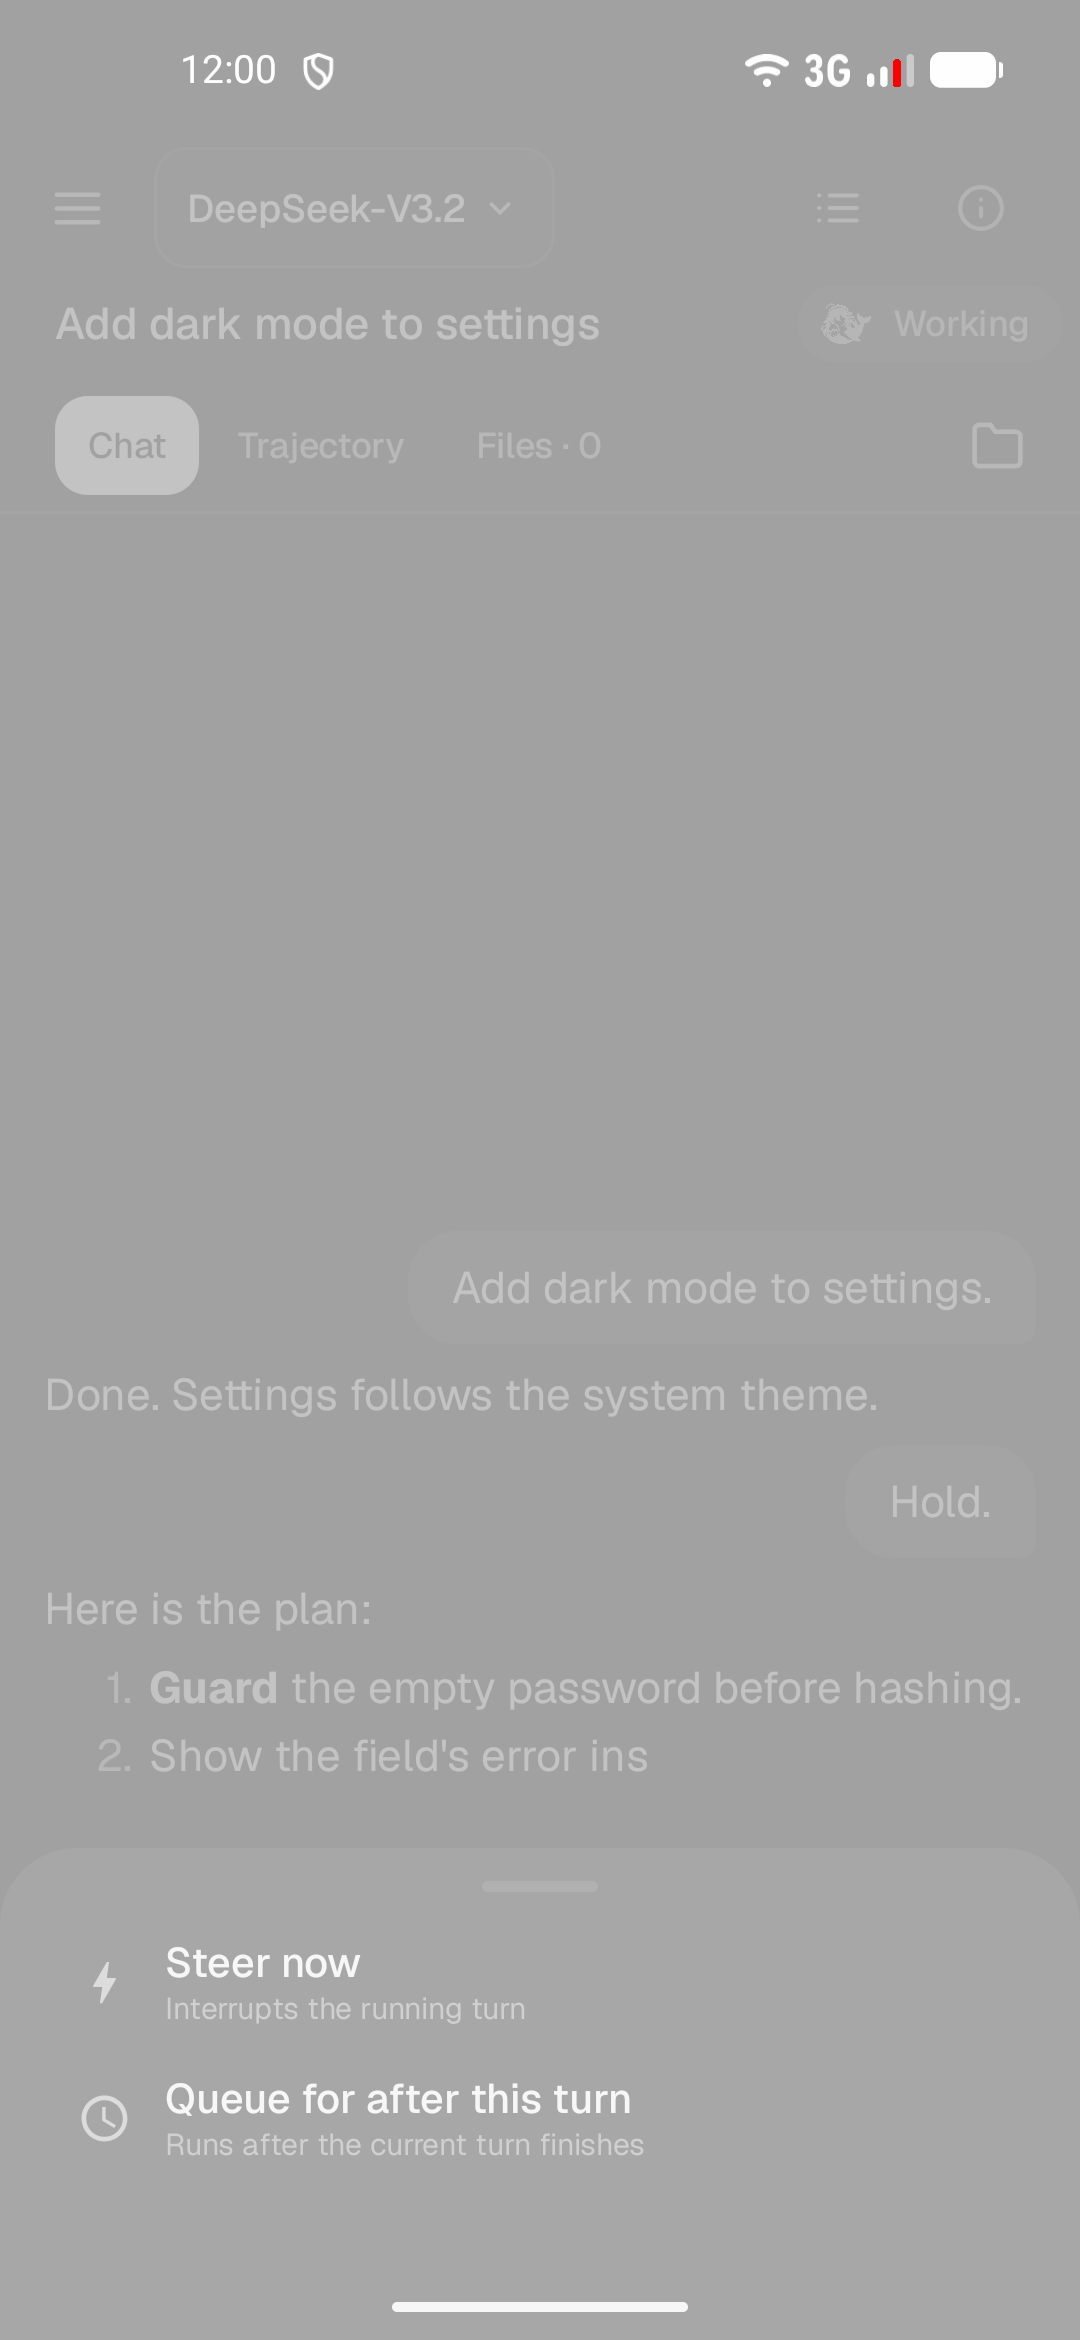 12:00
3G
DeepSeek-V3.2
Add dark mode to settings
Working
Chat
Trajectory
Files · 0
Add dark mode to settings.
Done. Settings follows the system theme.
Hold.
Here is the plan:
1. Guard the empty password before hashing.
2. Show the field's error ins
Steer now
Interrupts the running turn
Queue for after this turn
Runs after the current turn finishes